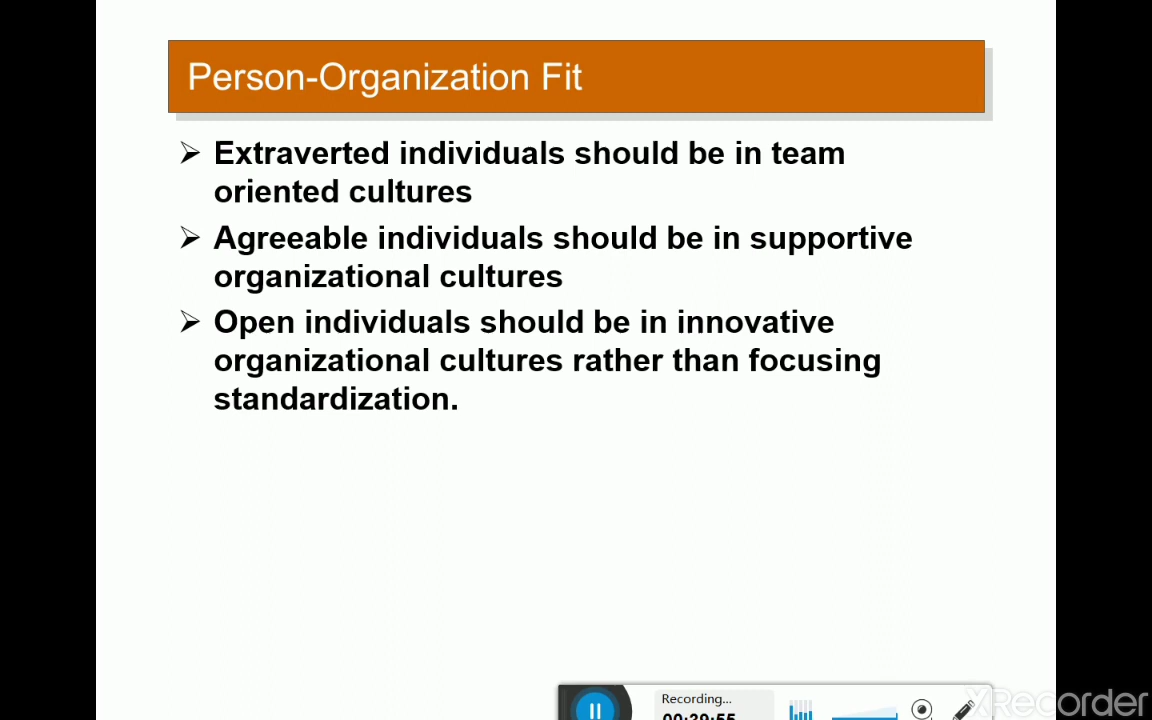 Person-Organization Fit
➢ Extraverted individuals should be in team
oriented cultures
➢ Agreeable individuals should be in supportive
organizational cultures
➢ Open individuals should be in innovative
organizational cultures rather than focusing
standardization.
Recording...
XRecorder